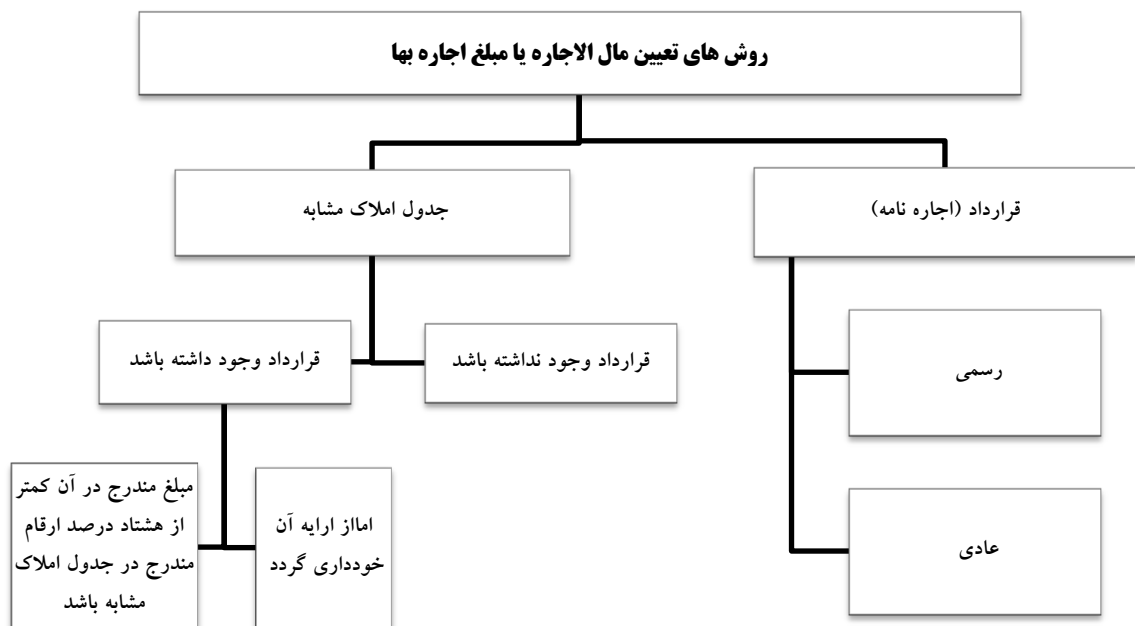 روش های تعیین مال الاجاره یا مبلغ اجاره بها
قرارداد (اجاره نامه)
جدول املاک مشابه
رسمی
عادی
قرارداد وجود نداشته باشد
قرارداد وجود داشته باشد
امااز ارایه آن
خودداری گردد
مبلغ مندرج در آن کمتر
از هشتاد درصد ارقام
مندرج در جدول املاک
مشابه باشد